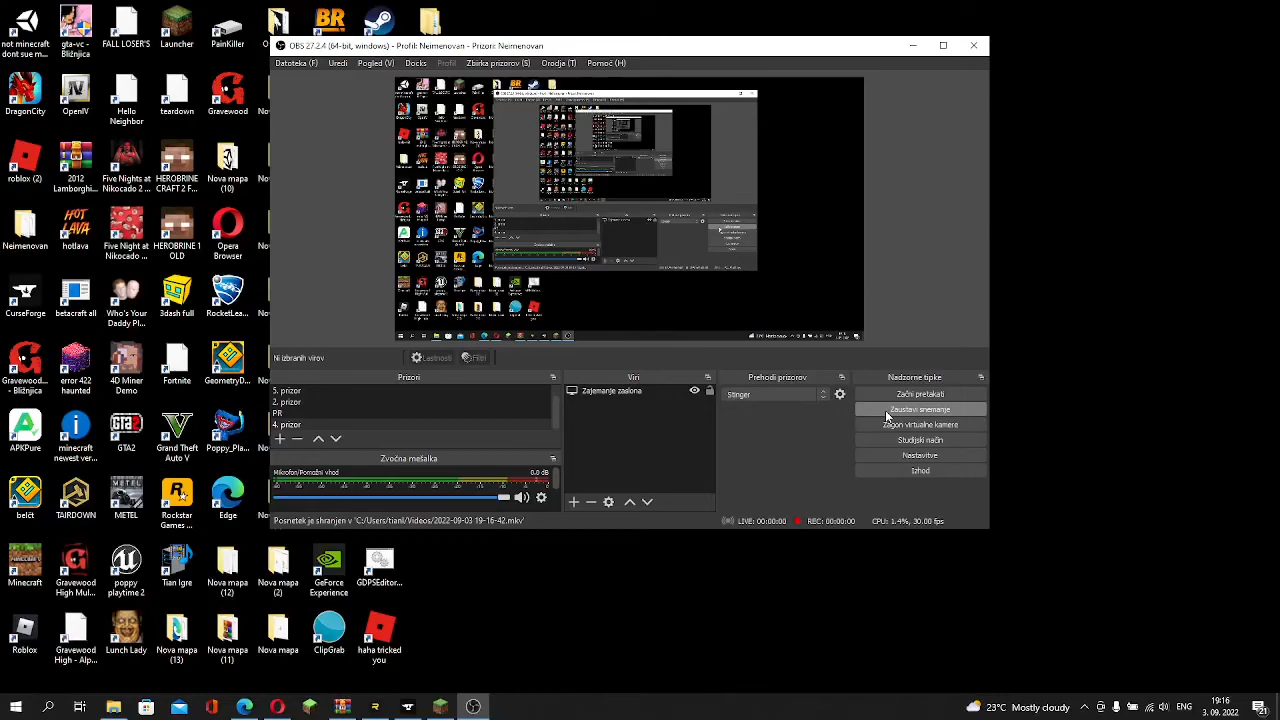 not minecraft
dont sue m...
gta-vc -
Bližnjica
FALL LOSER'S
Launcher
PainKiller
OBS 27.2.4 (64-bit, windows) - Profil: Neimenovan - Prizori: Neimenovan
Datoteka (F)
Uredi
Pogled (V)
Docks
Profil
Zbirka prizorov (S)
Orodja (T)
Pomoč (H)
DragonCity
OpenIV
Hello
Neighbor
Gravewood
High
Roblox (2)
2012
Lamborghi...
Five Nights at
Nikocado 2
HEROBRINE
CRAFT 2 F...
Nova mapa
(10)
HOT
LAVA
hotlava
Five Night at
Nikocado ...
HEROBRINE1
OLD
Opera
Browser
CurseForge
betacraft all
Who's Your
Daddy Pl...
3dash full
RocketLea...
Gravewood...
- Bližnjica
error 422
(hundred
4D Miner
Demo
Fortnite
GeometryD...
APKPure
minecraft
newest ver...
GTA2
Grand Theft
Auto V
Poppy_Pla...
belčt
TAIRDOWN
METEL
Rockstar
Games ...
Edge
Minecraft
Gravewood
High Mul...
poppy
playtime 2
Tian Igre
Nova mapa
(12)
Nova mapa
(2)
GeForce
Experience
GDPSEditor...
Roblox
Gravewood
High - Alp...
Lunch Lady
Nova mapa
(13)
Nova mapa
(11)
Nova mapa
ClipGrab
haha tricked
you
Ni izbranih virov
Lastnosti
Filtri
Prizori
5. prizor
2. prizor
PR
4. prizor
Zvočna mešalka
Mikrofon/Pomožni vhod
0.0 dB
Viri
Zajemanje zaslona
Prehodi prizorov
Stinger
Nadzorne tipke
Začni pretakati
Zaustavi snemanje
Zagon virtualne kamere
Studijski način
Nastavitve
Izhod
Posnetek je shranjen v 'C:/Users/tianl/Videos/2022-09-03 19-16-42.mkv'
LIVE: 00:00:00
REC: 00:00:00
CPU: 1.4%, 30.00 fps
23°C Mostly cloudy
ENG
19:16
3. 09. 2022